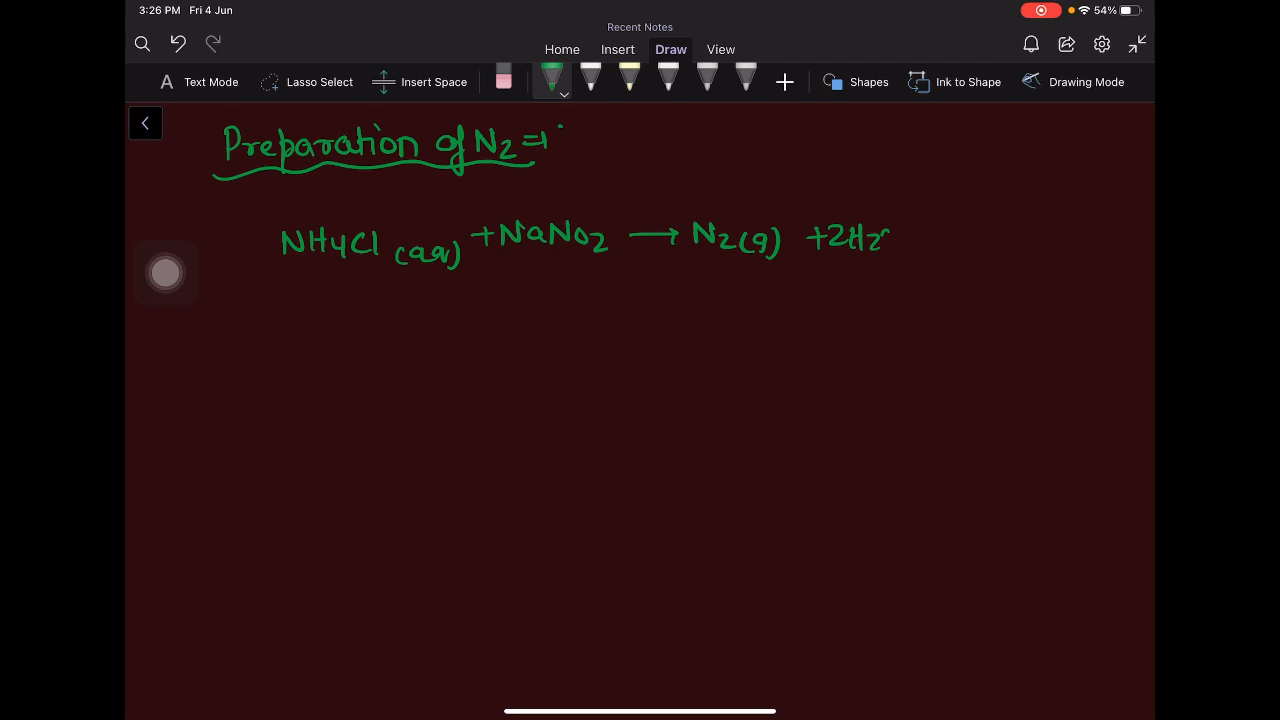 3:26 PM Fri 4 Jun 54%
Recent Notes
Home Insert Draw View
Text Mode Lasso Select Insert Space Shapes Ink to Shape Drawing Mode
Preparation of N2 =)
NH4Cl (aq) + NaNO2 → N2(g) + 2H2